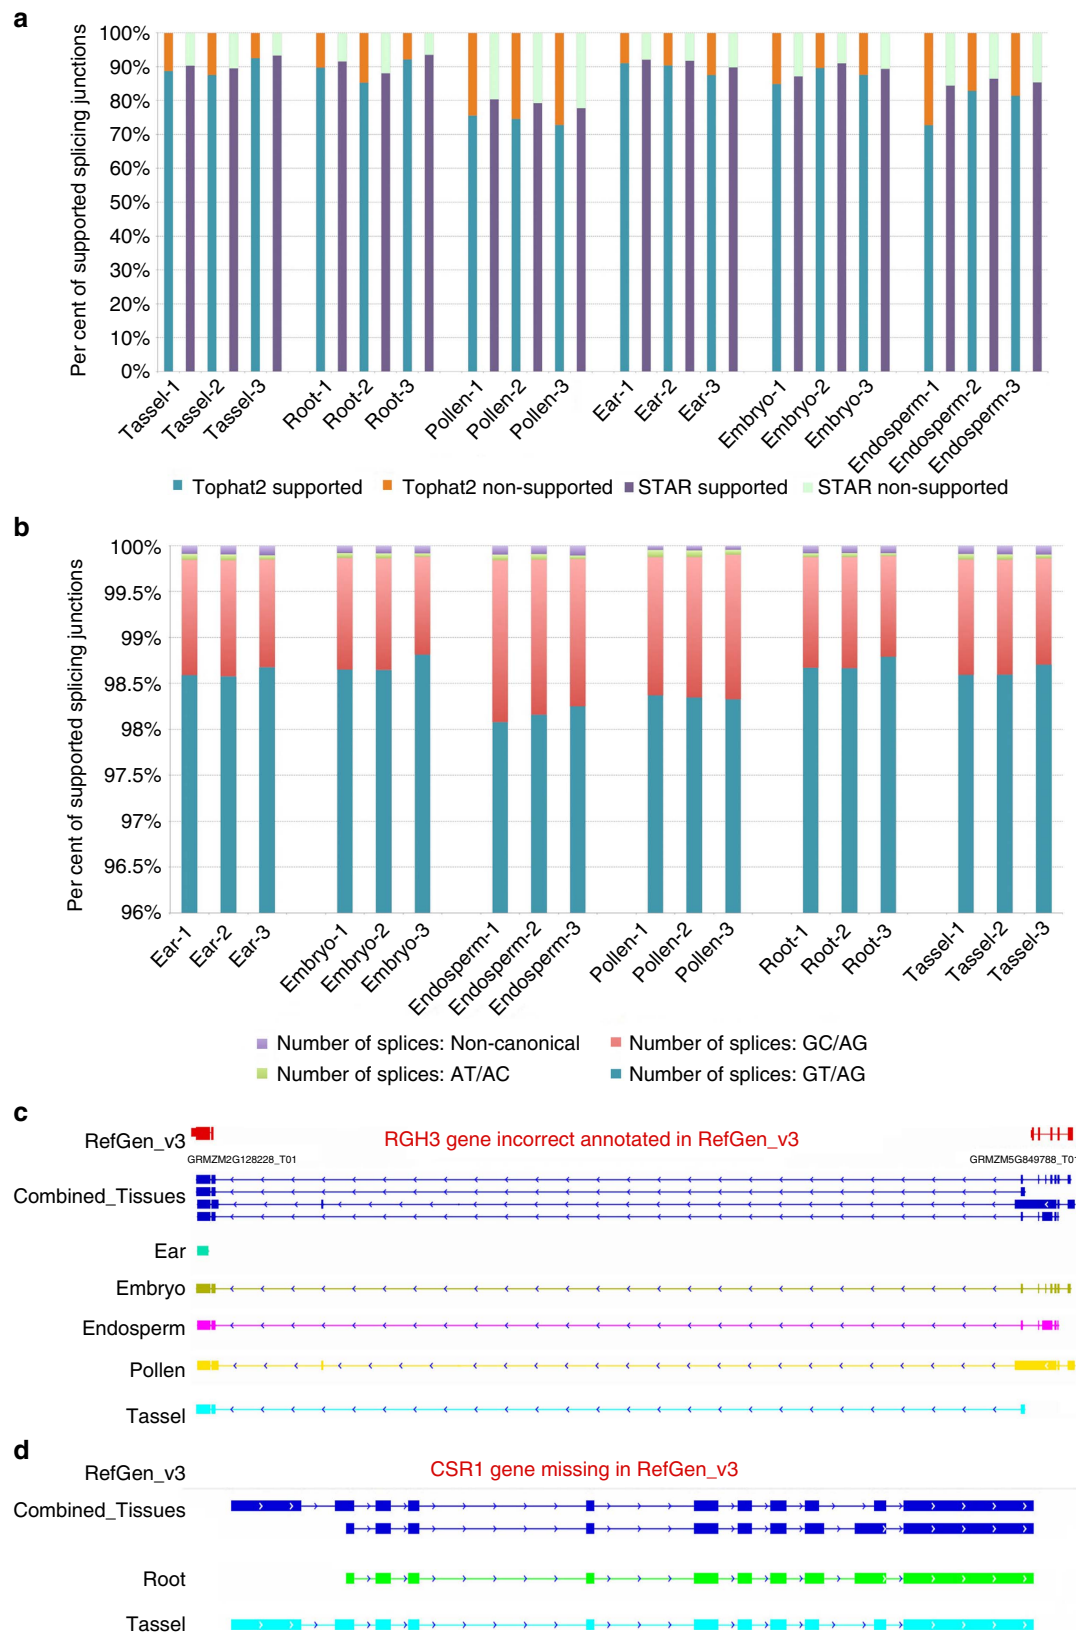 a
Per cent of supported splicing junctions
100%
90%
80%
70%
60%
50%
40%
30%
20%
10%
0%
Tassel-1
Tassel-2
Tassel-3
Root-1
Root-2
Root-3
Pollen-1
Pollen-2
Pollen-3
Ear-1
Ear-2
Ear-3
Embryo-1
Embryo-2
Embryo-3
Endosperm-1
Endosperm-2
Endosperm-3
Tophat2 supported
Tophat2 non-supported
STAR supported
STAR non-supported
b
Per cent of supported splicing junctions
100%
99.5%
99%
98.5%
98%
97.5%
97%
96.5%
96%
Ear-1
Ear-2
Ear-3
Embryo-1
Embryo-2
Embryo-3
Endosperm-1
Endosperm-2
Endosperm-3
Pollen-1
Pollen-2
Pollen-3
Root-1
Root-2
Root-3
Tassel-1
Tassel-2
Tassel-3
Number of splices: Non-canonical
Number of splices: GC/AG
Number of splices: AT/AC
Number of splices: GT/AG
c
RefGen_v3
RGH3 gene incorrect annotated in RefGen_v3
GRMZM2G128228_T01
GRMZM5G849788_T01
Combined_Tissues
Ear
Embryo
Endosperm
Pollen
Tassel
d
RefGen_v3
CSR1 gene missing in RefGen_v3
Combined_Tissues
Root
Tassel